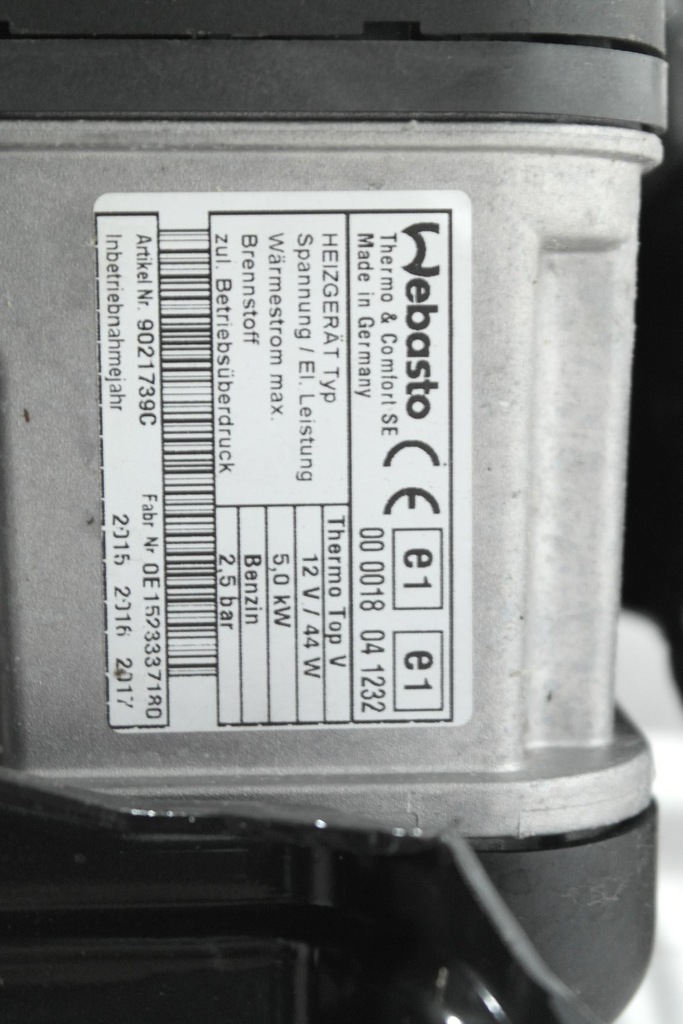 Webasto CE e1 e1
Thermo & Comfort SE 00 0018 04 1232
Made in Germany
HEIZGERÄT Typ Thermo Top V
Spannung / El. Leistung 12 V / 44 W
Wärmestrom max. 5,0 kW
Brennstoff Benzin
zul. Betriebsüberdruck 2,5 bar
Artikel Nr. 9021739C Fabr Nr
Inbetriebnahmejahr 2015 2016 2017